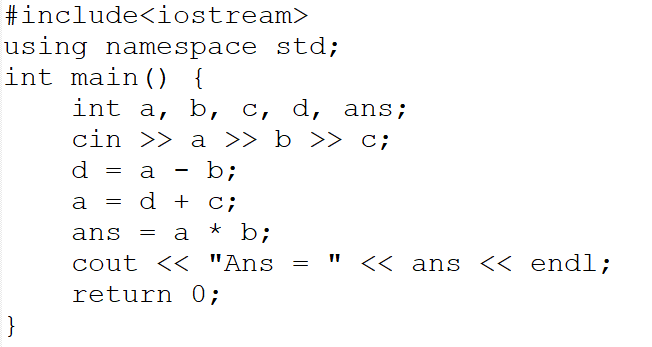 #include<iostream>
using namespace std;
int main() {
    int a, b, c, d, ans;
    cin >> a >> b >> c;
    d = a - b;
    a = d + c;
    ans = a * b;
    cout << "Ans = " << ans << endl;
    return 0;
}